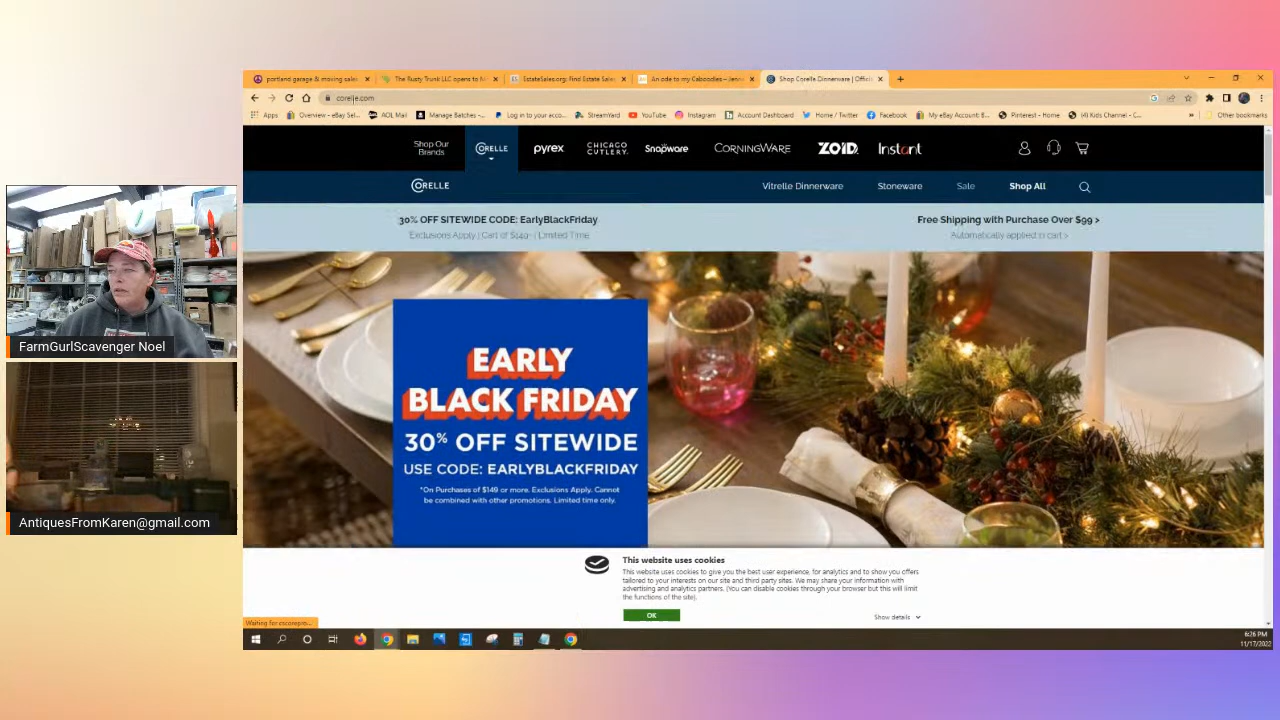 portland garage & moving sales
The Rusty Trunk LLC opens to N
EstateSales.org: Find Estate Sales
An ode to my Caboodles – Jenn
Shop Corelle Dinnerware | Offici
corelle.com
Apps
Overview - eBay Sel...
AOL Mail
Manage Batches -...
Log in to your acco...
StreamYard
YouTube
Instagram
Account Dashboard
Home / Twitter
Facebook
My eBay Account: E...
Pinterest - Home
(4) Kids Channel - C...
»
Other bookmarks
Shop Our
Brands
CORELLE
PYREX
CHICAGO
CUTLERY.
Snapware
CORNINGWARE
ZOID.
Instant
CORELLE
Vitrelle Dinnerware
Stoneware
Sale
Shop All
30% OFF SITEWIDE CODE: EarlyBlackFriday
Exclusions Apply | Cart of $149+ | Limited Time
Free Shipping with Purchase Over $99 >
Automatically applied in cart >
EARLY
BLACK FRIDAY
30% OFF SITEWIDE
USE CODE: EARLYBLACKFRIDAY
*On Purchases of $149 or more. Exclusions Apply. Cannot
be combined with other promotions. Limited time only.
FarmGurlScavenger Noel
AntiquesFromKaren@gmail.com
This website uses cookies
This website uses cookies to give you the best user experience, for analytics and to show you offers
tailored to your interests on our site and third party sites. We may share your information with
advertising and analytics partners. (You can disable cookies through your browser but this will limit
the functions of the site).
OK
Show details
Waiting for escorepro...
6:26 PM
11/17/2022